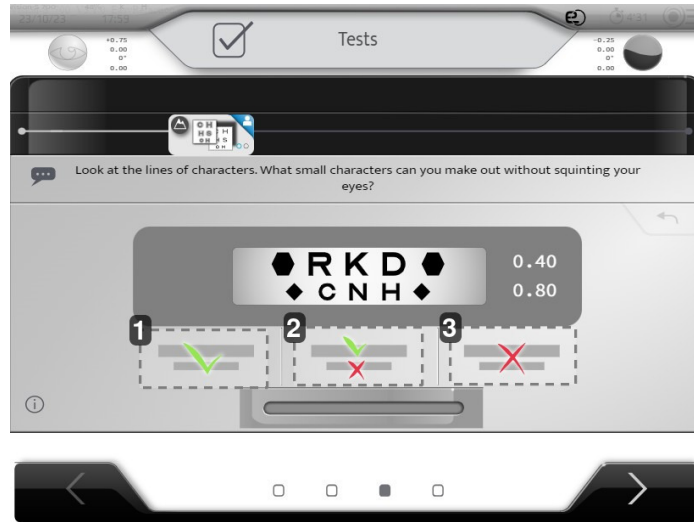 23/10/23 17:59
Tests
4'31
+0.75
0.00
0°
0.00
-0.25
0.00
0°
0.00
C H
H S
O H
C H
H S
O H
Look at the lines of characters. What small characters can you make out without squinting your
eyes?
R K D 0.40
C N H 0.80
1
2
3